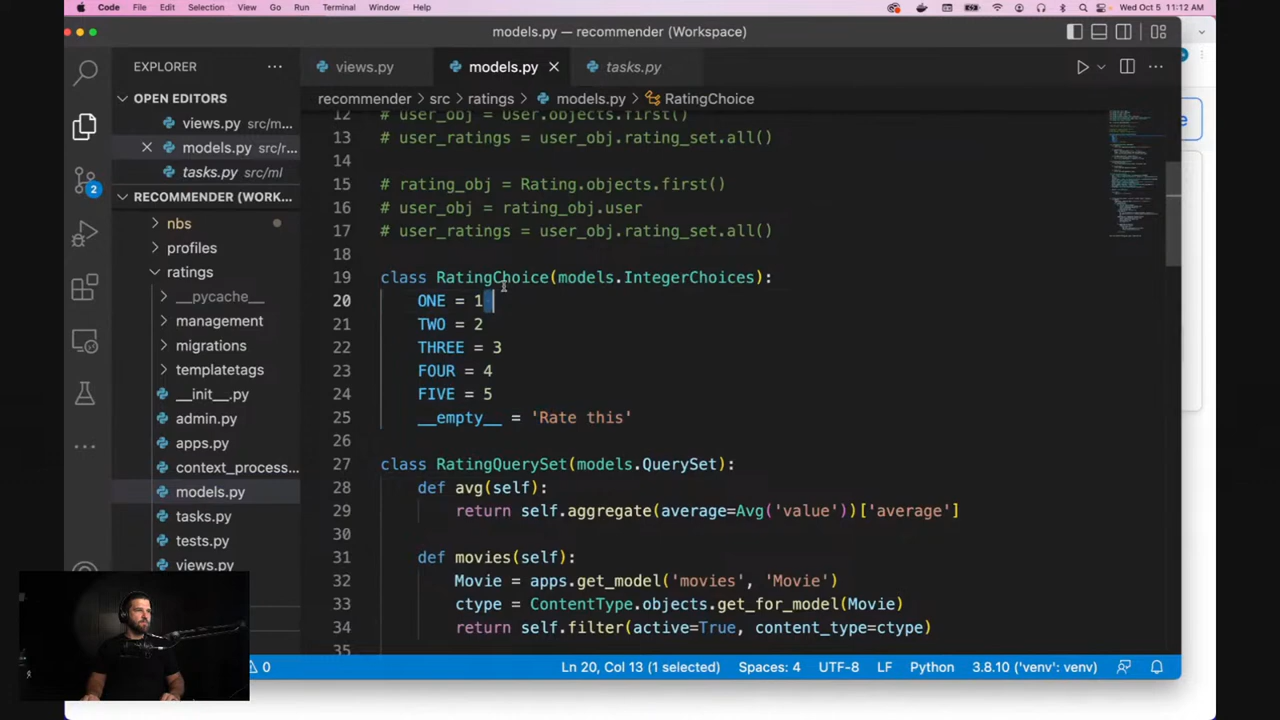 Code File Edit Selection View Go Run Terminal Window Help Wed Oct 5 11:12 AM
models.py — recommender (Workspace)
EXPLORER
views.py
models.py
tasks.py
OPEN EDITORS
views.py src/m...
models.py src/r...
tasks.py src/ml
RECOMMENDER (WORK...
nbs
profiles
ratings
__pycache__
management
migrations
templatetags
__init__.py
admin.py
apps.py
context_process...
models.py
tasks.py
tests.py
views.py
2
recommender > src > ratings > models.py > RatingChoice
12 # user_obj = User.objects.first()
13 # user_ratings = user_obj.rating_set.all()
14
15 # rating_obj = Rating.objects.first()
16 # user_obj = rating_obj.user
17 # user_ratings = user_obj.rating_set.all()
18
19 class RatingChoice(models.IntegerChoices):
20 ONE = 1
21 TWO = 2
22 THREE = 3
23 FOUR = 4
24 FIVE = 5
25 __empty__ = 'Rate this'
26
27 class RatingQuerySet(models.QuerySet):
28 def avg(self):
29 return self.aggregate(average=Avg('value'))['average']
30
31 def movies(self):
32 Movie = apps.get_model('movies', 'Movie')
33 ctype = ContentType.objects.get_for_model(Movie)
34 return self.filter(active=True, content_type=ctype)
35
0 Ln 20, Col 13 (1 selected) Spaces: 4 UTF-8 LF Python 3.8.10 ('venv': venv)